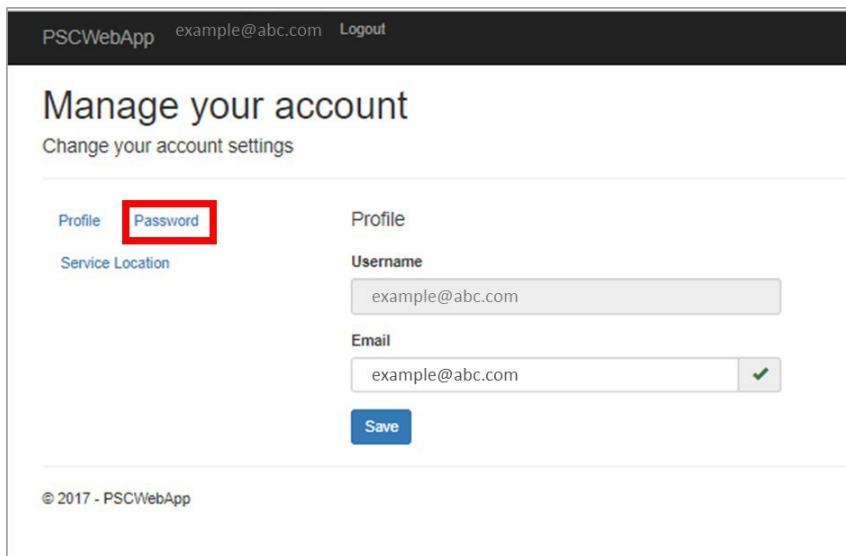 PSCWebApp example@abc.com Logout
Manage your account
Change your account settings
Profile Password
Service Location
Profile
Username
example@abc.com
Email
example@abc.com
Save
© 2017 - PSCWebApp